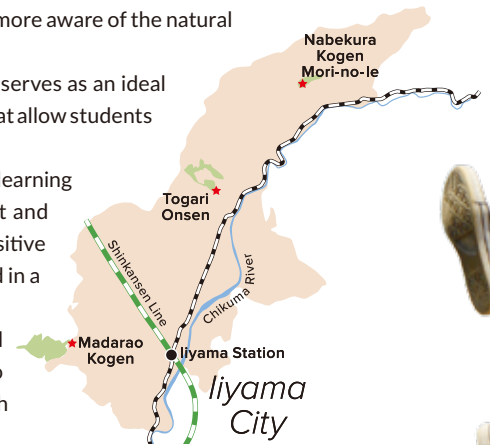 more aware of the natural
serves as an ideal
at allow students
learning
t and
sitive
d in a
Nabekura
Kogen
Mori-no-Ie
Togari
Onsen
Shinkansen Line
Chikuma River
Madarao
Kogen
Iiyama Station
Iiyama
City